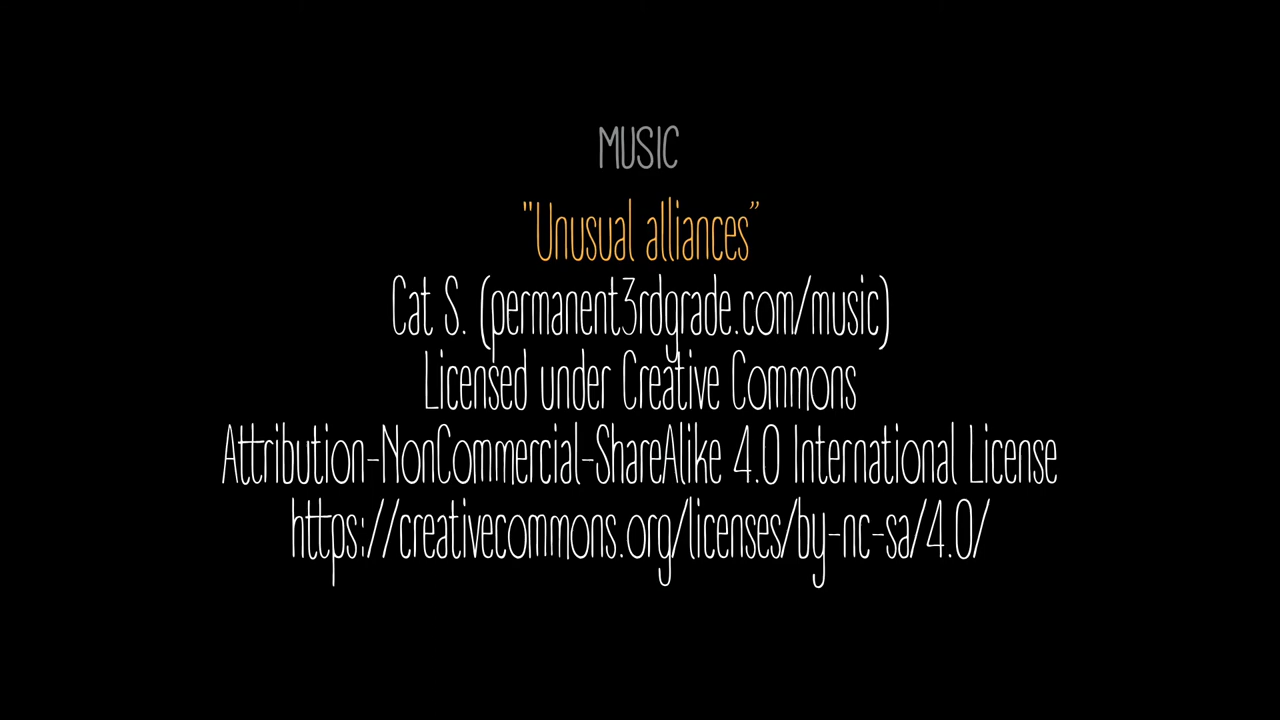 MUSIC
"Unusual alliances”
Cat S. (permanent3rdgrade.com/music)
Licensed under Creative Commons
Attribution-NonCommercial-ShareAlike 4.0 International License
https://creativecommons.org/licenses/by-nc-sa/4.0/